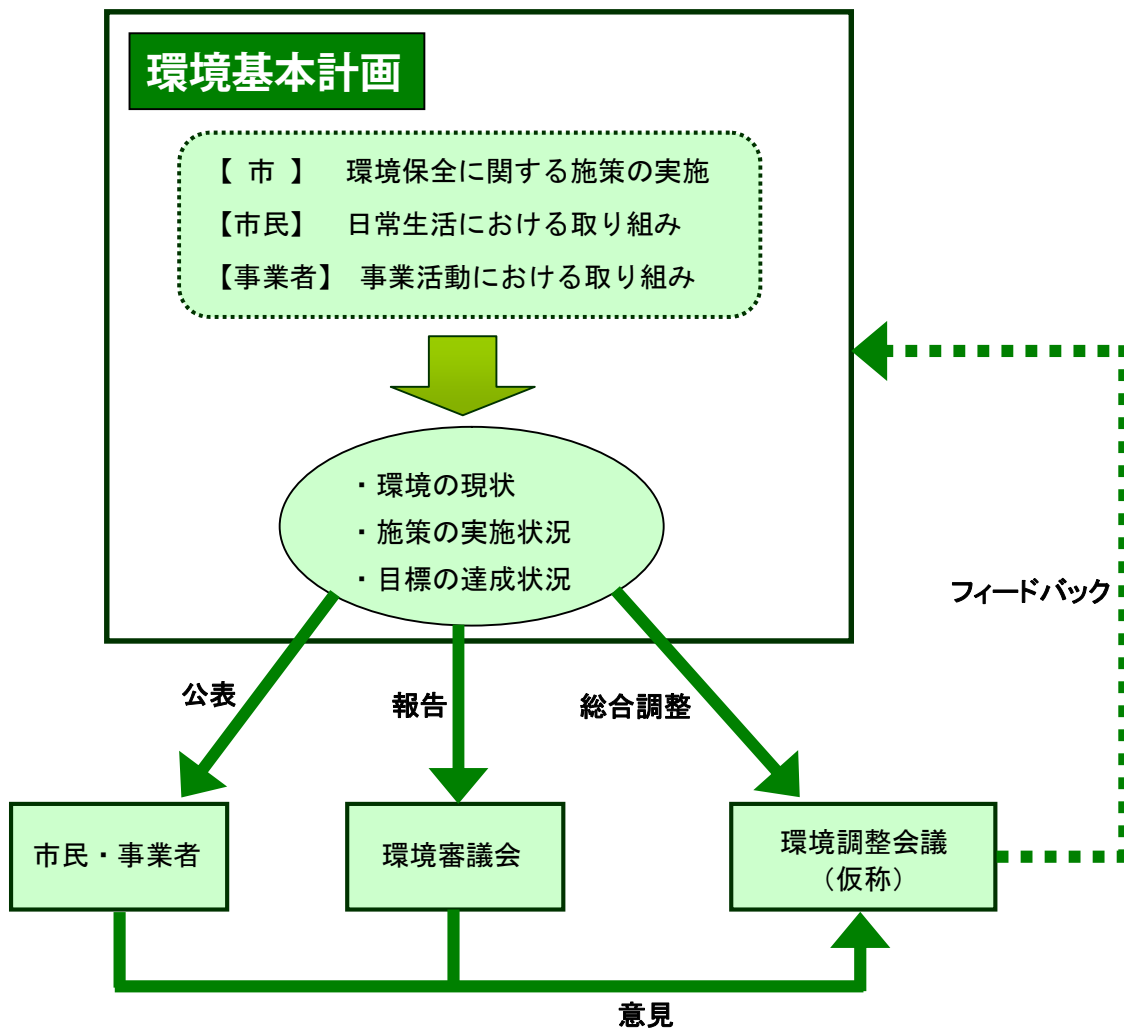 環境基本計画
【 市 】 環境保全に関する施策の実施
【市民】 日常生活における取り組み
【事業者】 事業活動における取り組み
・環境の現状
・施策の実施状況
・目標の達成状況
フィードバック
公表
報告
総合調整
市民・事業者
環境審議会
環境調整会議
（仮称）
意見